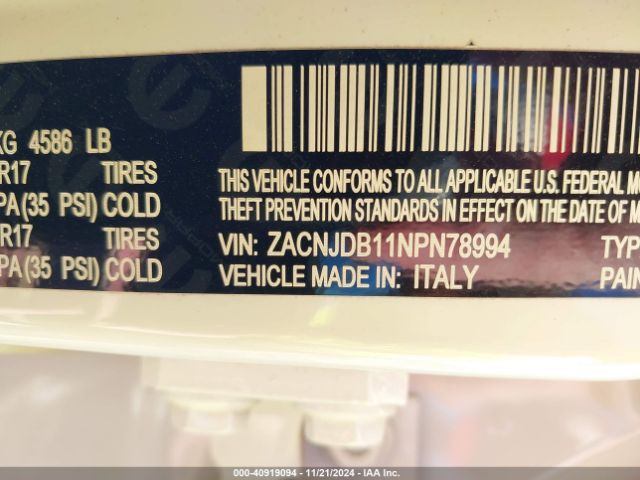 KG 4586 LB
R17 TIRES
PA (35 PSI) COLD
R17 TIRES
PA (35 PSI) COLD
THIS VEHICLE CONFORMS TO ALL APPLICABLE U.S. FEDERAL MO
THEFT PREVENTION STANDARDS IN EFFECT ON THE DATE OF M
VIN: ZACNJDB11NPN78994 TYP
VEHICLE MADE IN: ITALY PAIN
000-40919094 - 11/21/2024 - IAA Inc.